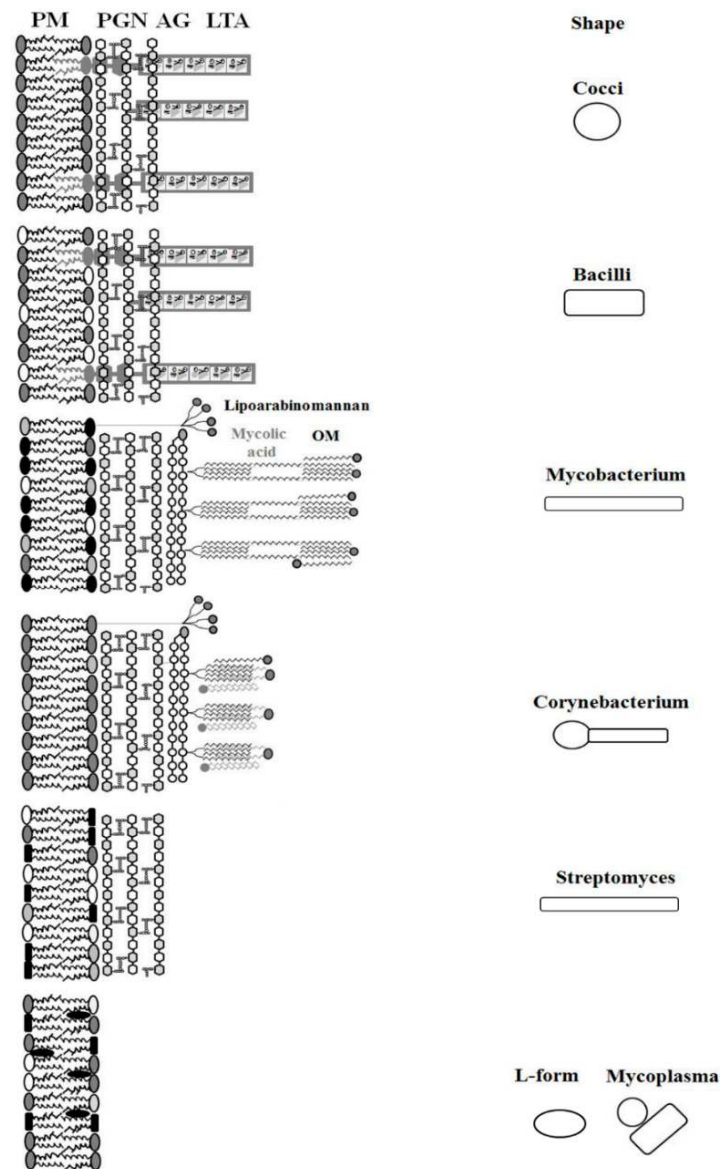 PM PGN AG LTA
Shape
Cocci
Bacilli
Lipoarabinomannan
Mycolic
acid
OM
Mycobacterium
Corynebacterium
Streptomyces
L-form Mycoplasma